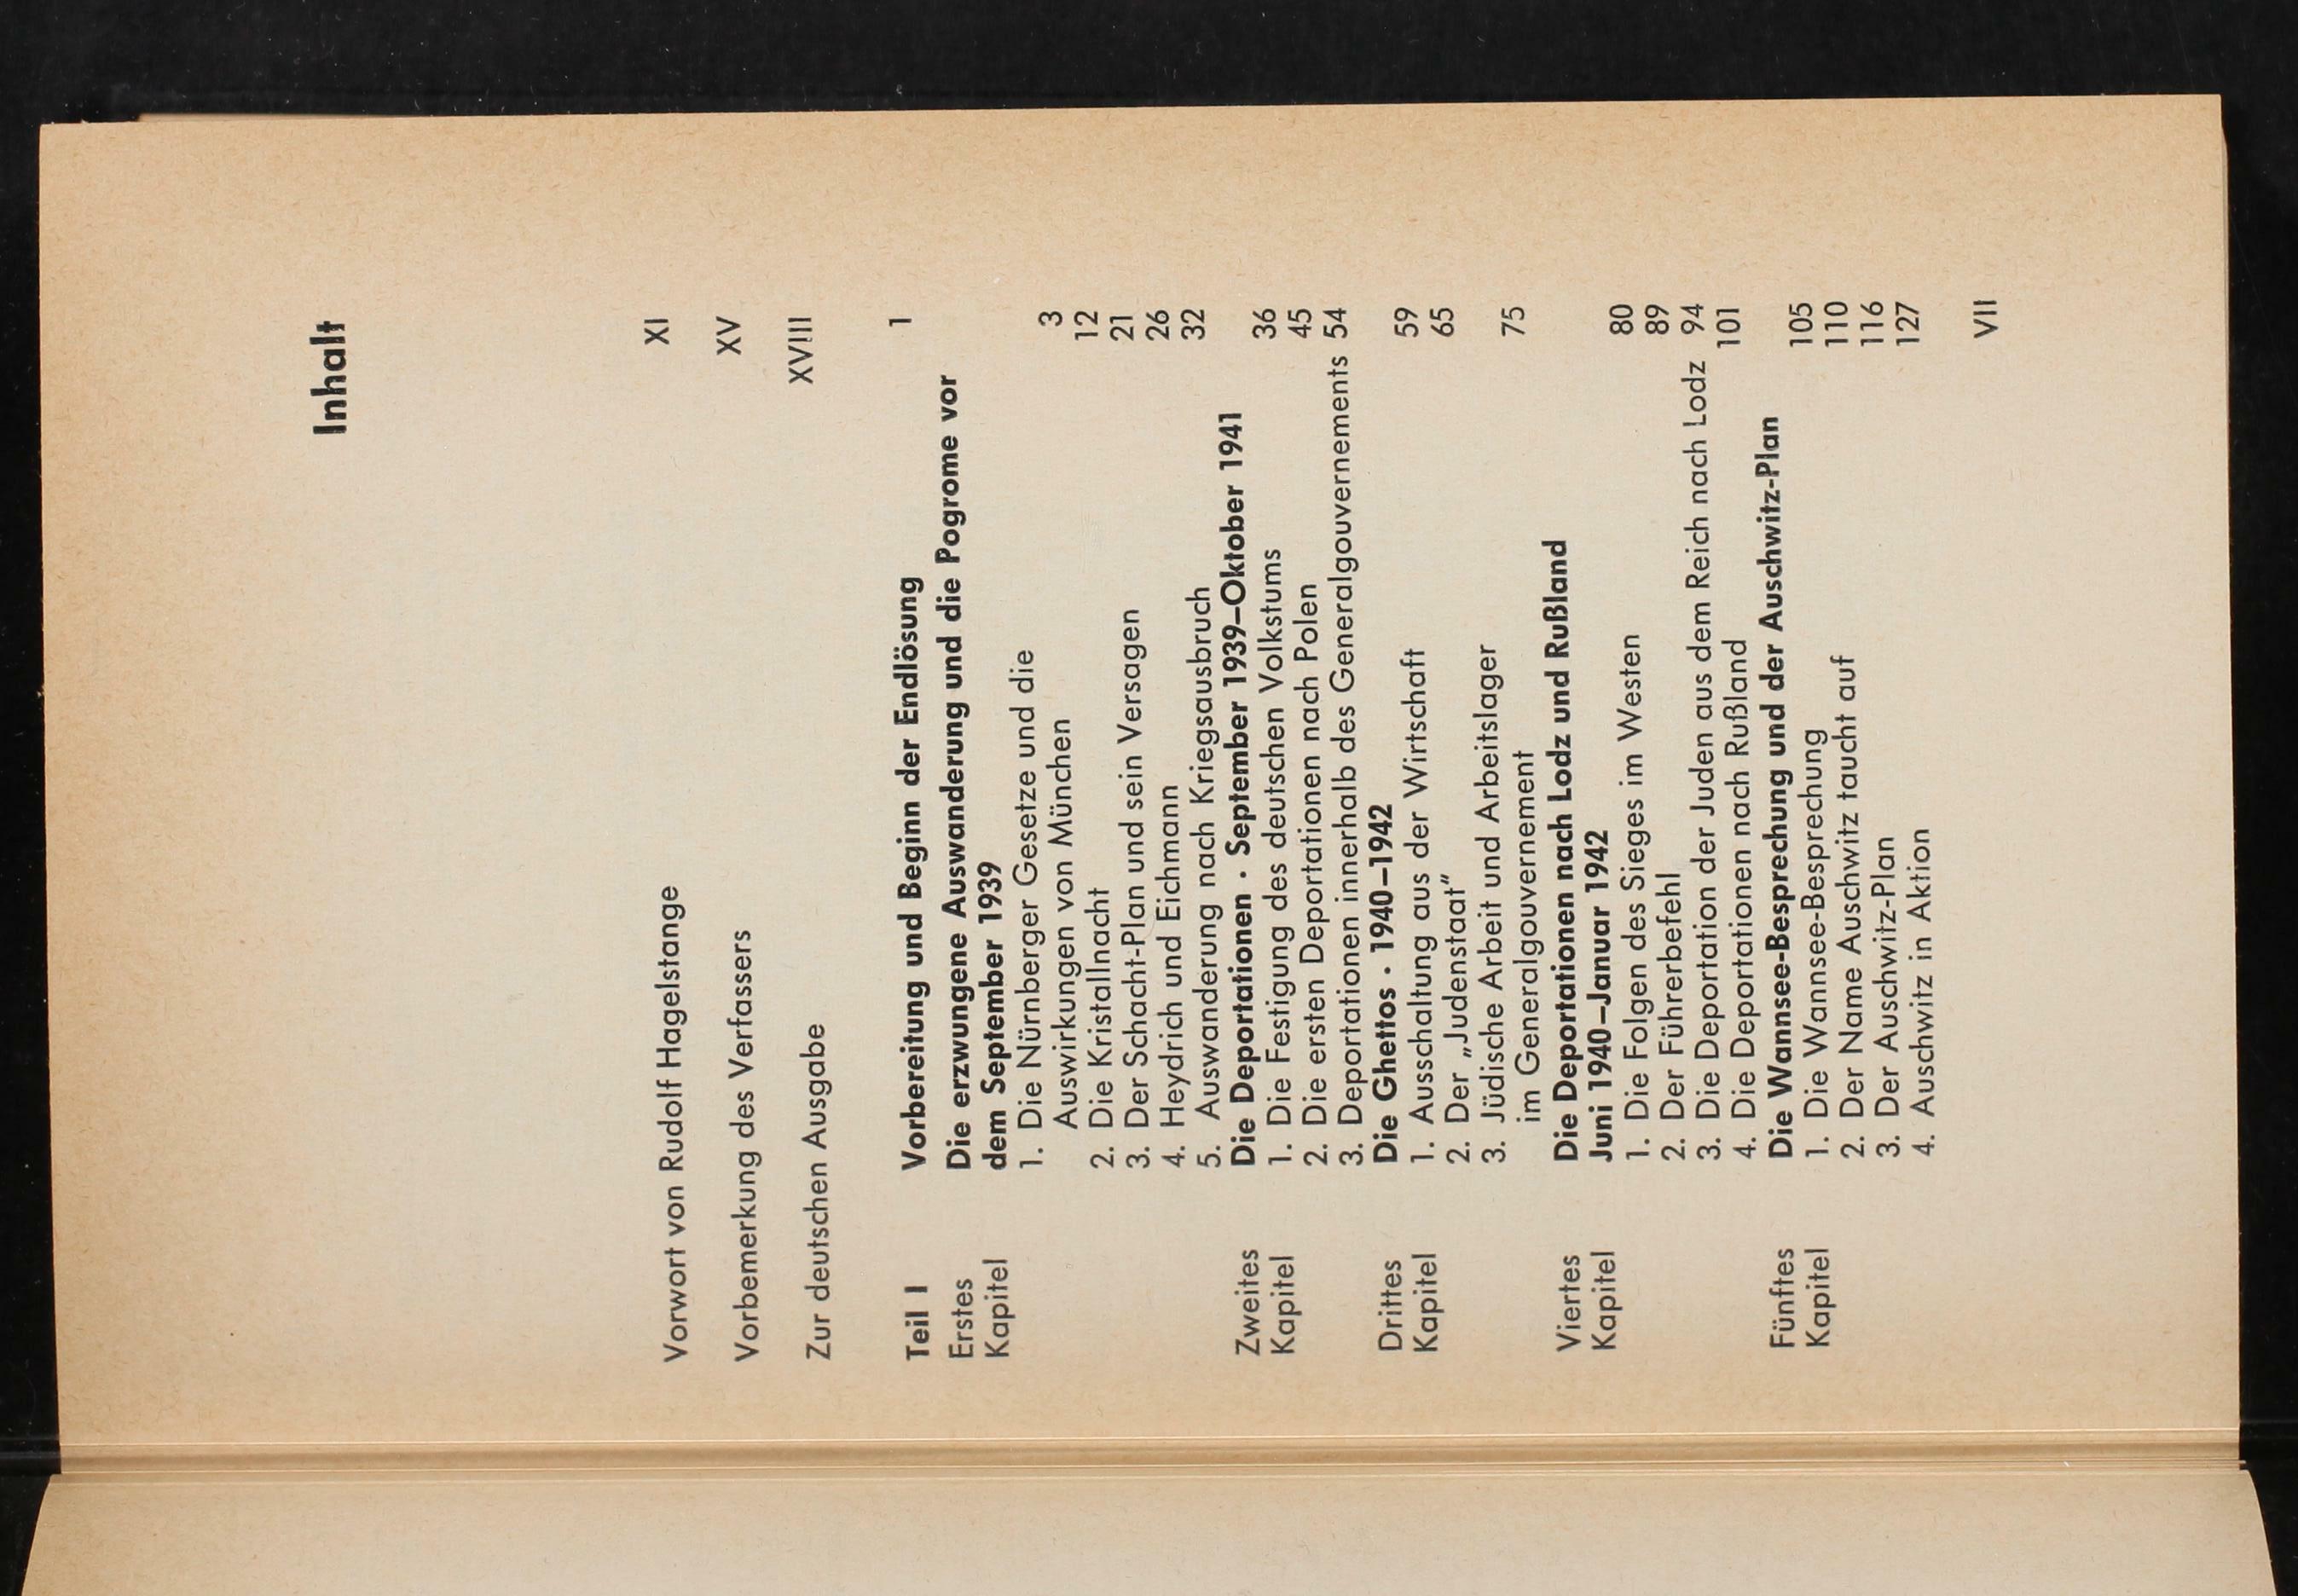 Inhalt
Vorwort von Rudolf Hagelstange XI
Vorbemerkung des Verfassers XV
Zur deutschen Ausgabe XVIII
Teil I Vorbereitung und Beginn der Endlösung 1
Erstes Die erzwungene Auswanderung und die Pogrome vor
Kapitel dem September 1939
1. Die Nürnberger Gesetze und die
Auswirkungen von München 3
2. Die Kristallnacht 12
3. Der Schacht-Plan und sein Versagen 21
4. Heydrich und Eichmann 26
5. Auswanderung nach Kriegsausbruch 32
Zweites Die Deportationen · September 1939–Oktober 1941
Kapitel 1. Die Festigung des deutschen Volkstums 36
2. Die ersten Deportationen nach Polen 45
3. Deportationen innerhalb des Generalgouvernements 54
Drittes Die Ghettos · 1940–1942
Kapitel 1. Ausschaltung aus der Wirtschaft 59
2. Der „Judenstaat“ 65
3. Jüdische Arbeit und Arbeitslager
im Generalgouvernement 75
Viertes Die Deportationen nach Lodz und Rußland
Kapitel Juni 1940–Januar 1942
1. Die Folgen des Sieges im Westen 80
2. Der Führerbefehl 89
3. Die Deportation der Juden aus dem Reich nach Lodz 94
4. Die Deportationen nach Rußland 101
Fünftes Die Wannsee-Besprechung und der Auschwitz-Plan
Kapitel 1. Die Wannsee-Besprechung 105
2. Der Name Auschwitz taucht auf 110
3. Der Auschwitz-Plan 116
4. Auschwitz in Aktion 127
VII